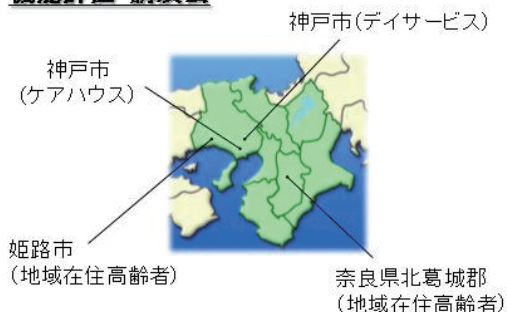 神戸市(デイサービス)
神戸市
(ケアハウス)
姫路市
(地域在住高齢者)
奈良県北葛城郡
(地域在住高齢者)